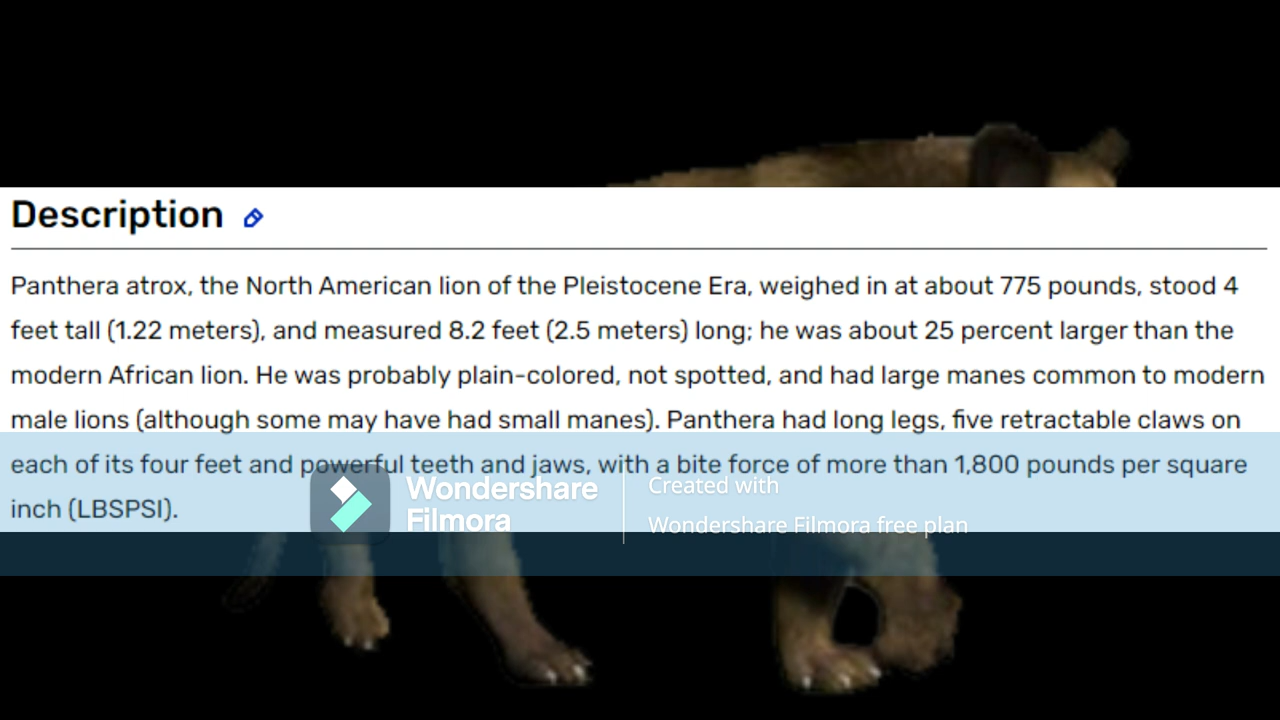 Description
Panthera atrox, the North American lion of the Pleistocene Era, weighed in at about 775 pounds, stood 4
feet tall (1.22 meters), and measured 8.2 feet (2.5 meters) long; he was about 25 percent larger than the
modern African lion. He was probably plain-colored, not spotted, and had large manes common to modern
male lions (although some may have had small manes). Panthera had long legs, five retractable claws on
each of its four feet and powerful teeth and jaws, with a bite force of more than 1,800 pounds per square
inch (LBSPSI).
Wondershare
Filmora
Created with
Wondershare Filmora free plan